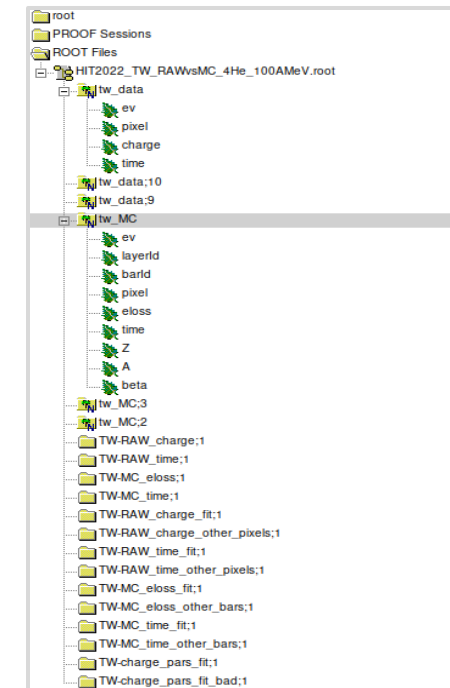 root
PROOF Sessions
ROOT Files
HIT2022_TW_RAWvsMC_4He_100AMeV.root
tw_data
ev
pixel
charge
time
tw_data;10
tw_data;9
tw_MC
ev
layerId
barId
pixel
eloss
time
Z
A
beta
tw_MC;3
tw_MC;2
TW-RAW_charge;1
TW-RAW_time;1
TW-MC_eloss;1
TW-MC_time;1
TW-RAW_charge_fit;1
TW-RAW_charge_other_pixels;1
TW-RAW_time_fit;1
TW-RAW_time_other_pixels;1
TW-MC_eloss_fit;1
TW-MC_eloss_other_bars;1
TW-MC_time_fit;1
TW-MC_time_other_bars;1
TW-charge_pars_fit;1
TW-charge_pars_fit_bad;1